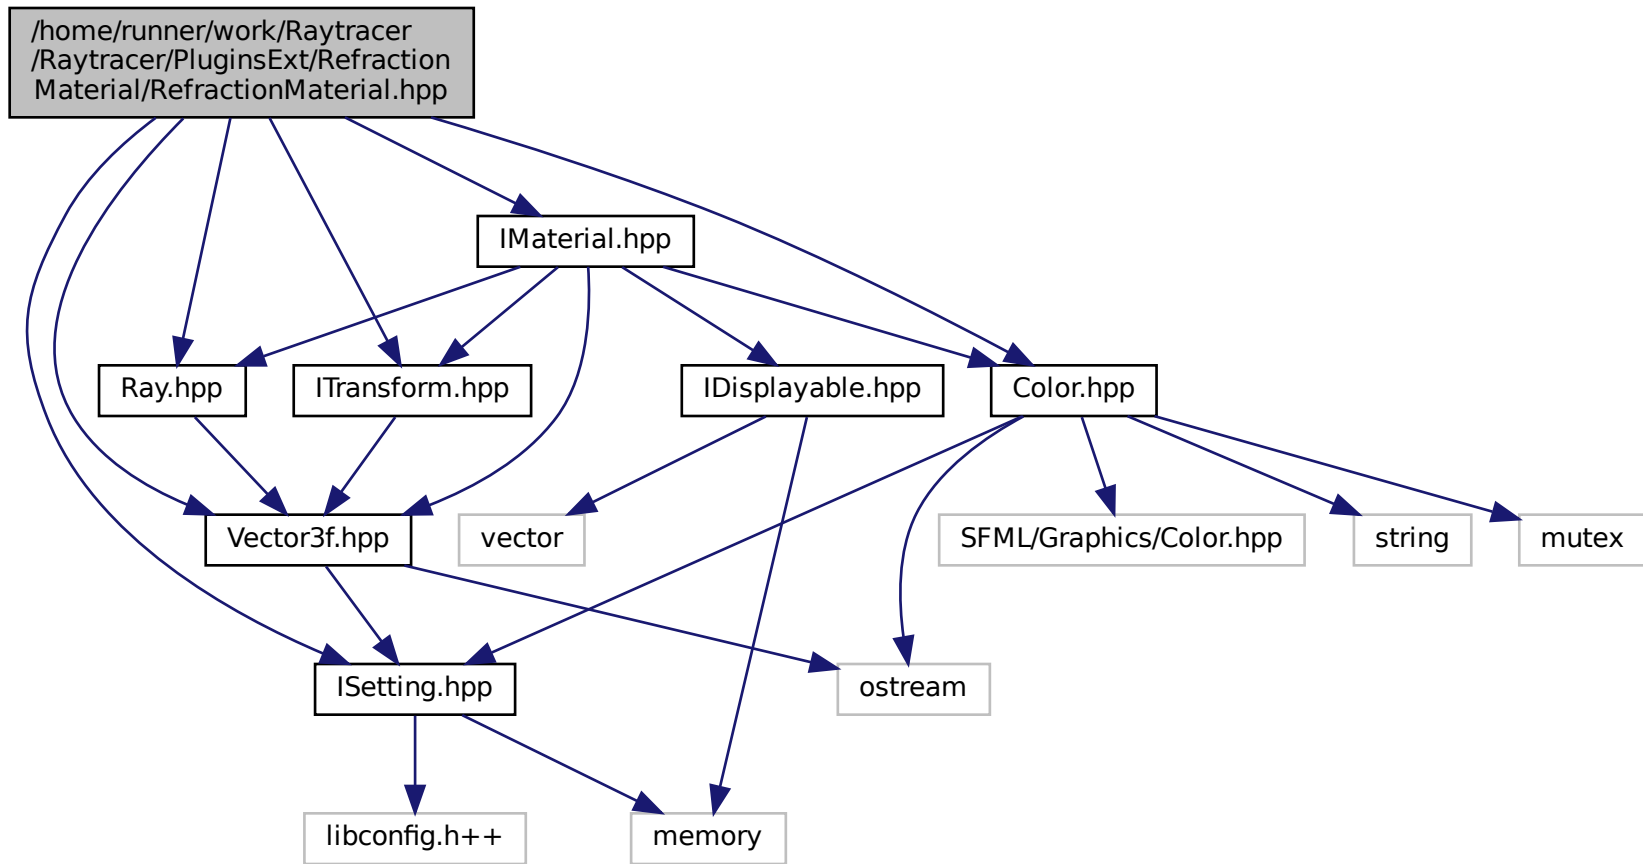 /home/runner/work/Raytracer
/Raytracer/PluginsExt/Refraction
Material/RefractionMaterial.hpp
IMaterial.hpp
Ray.hpp
ITransform.hpp
IDisplayable.hpp
Color.hpp
Vector3f.hpp
vector
SFML/Graphics/Color.hpp
string
mutex
ISetting.hpp
ostream
libconfig.h++
memory